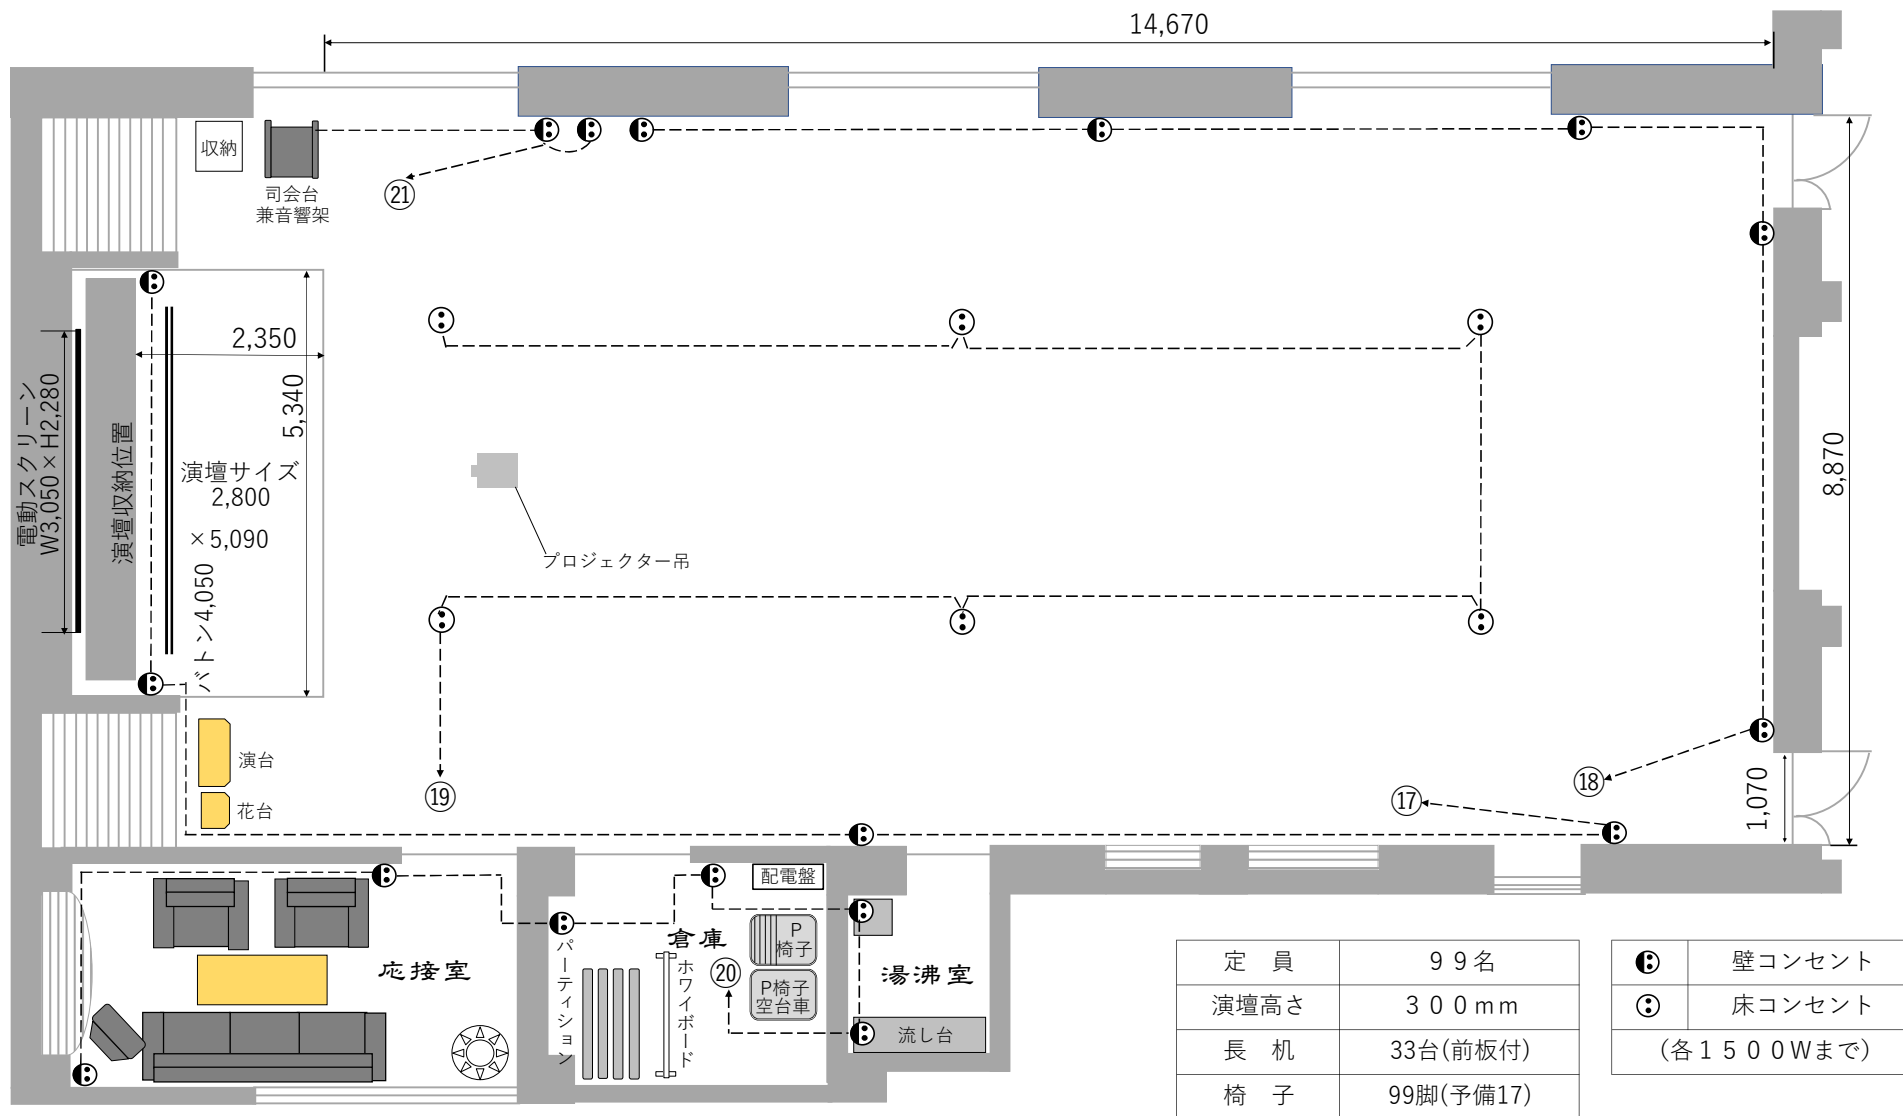 14,670
収納
司会台
兼音響架
㉑
2,350
5,340
電動スクリーン
W3,050×H2,280
演壇収納位置
演壇サイズ
2,800
×5,090
バトン4,050
プロジェクター吊
8,870
演台
花台
⑲
⑱
⑰
1,070
配電盤
応接室
倉庫
パーティション
ホワイボード
⑳
P
椅子
P椅子
空台車
湯沸室
流し台
定　員 ９９名
演壇高さ ３００mm
長　机 33台(前板付)
椅　子 99脚(予備17)
壁コンセント
床コンセント
(各１５００Wまで)